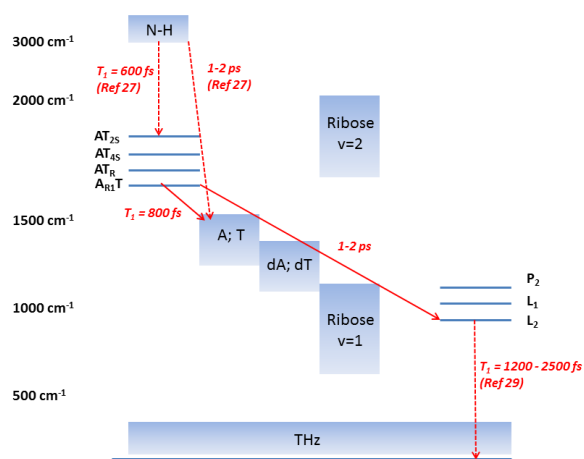 N-H
3000 cm-1
T1 = 600 fs
(Ref 27)
1-2 ps
(Ref 27)
2000 cm-1
Ribose
v=2
AT2S
AT4S
ATR
AR1T
T1 = 800 fs
1500 cm-1
A; T
dA; dT
1-2 ps
P2
L1
L2
1000 cm-1
Ribose
v=1
T1 = 1200 - 2500 fs
(Ref 29)
500 cm-1
THz